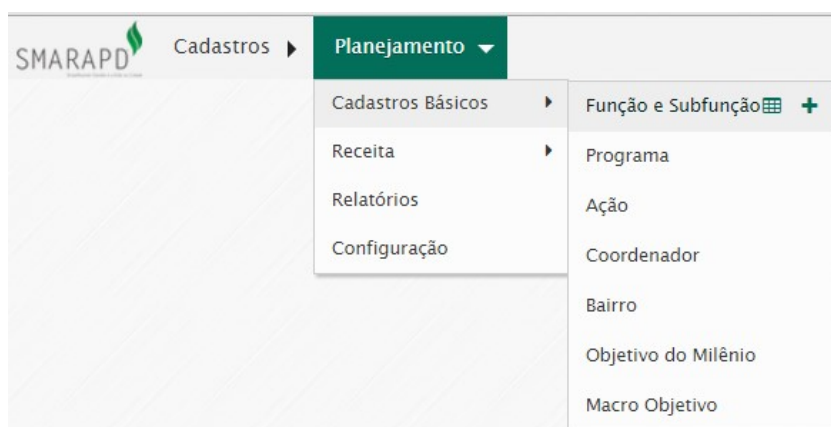 SMARAPD
Cadastros
Planejamento
Cadastros Básicos
Receita
Relatórios
Configuração
Função e Subfunção
Programa
Ação
Coordenador
Bairro
Objetivo do Milênio
Macro Objetivo